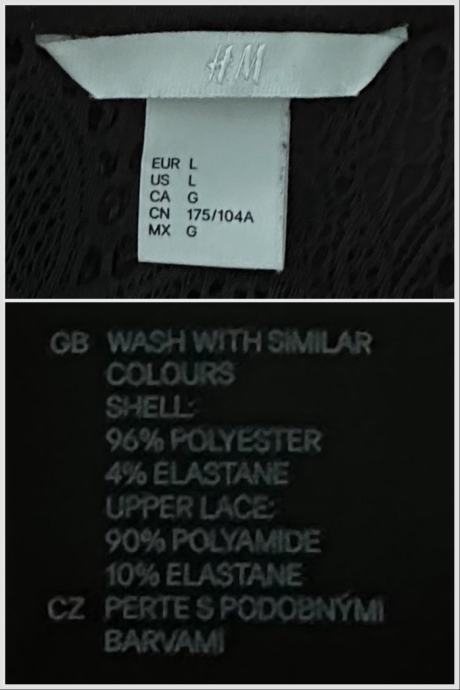 H&M
EUR L
US L
CA G
CN 175/104A
MX G
GB WASH WITH SIMILAR
COLOURS
SHELL:
96% POLYESTER
4% ELASTANE
UPPER LACE:
90% POLYAMIDE
10% ELASTANE
CZ PERTE S PODOBNÝMI
BARVAMI